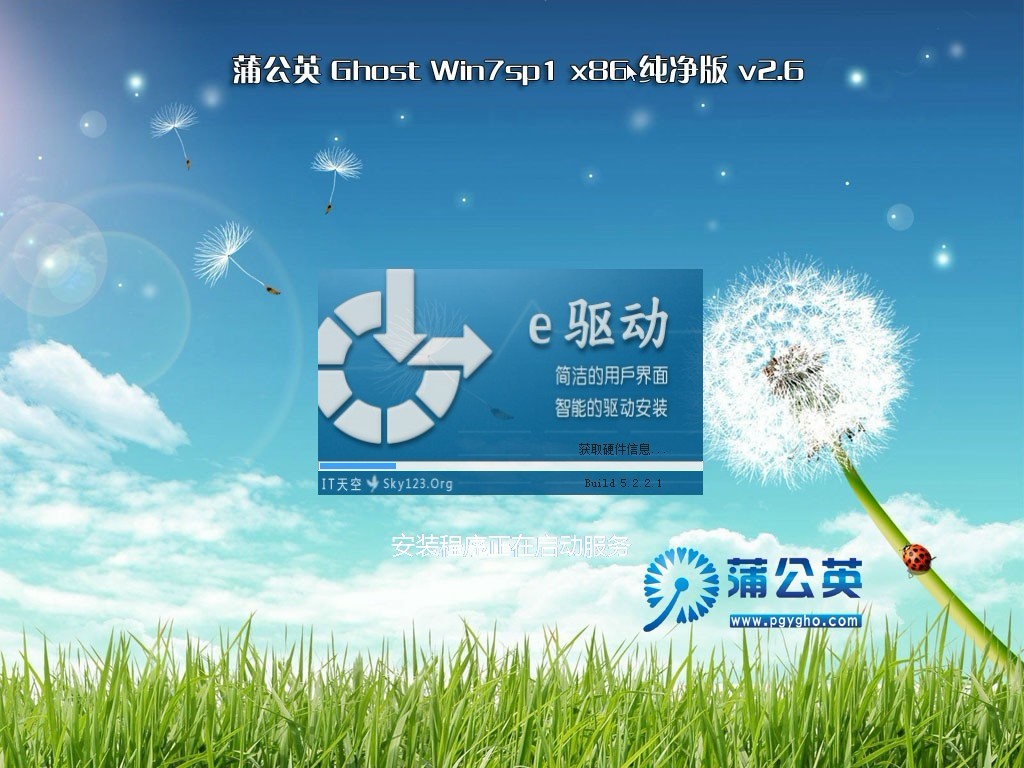 蒲公英 Ghost Win7sp1 x86 纯净版 v2.6
e 驱动
简洁的用戶界面
智能的驱动安装
获取硬件信息...
IT天空 Sky123.Org
Build 5.2.2.1
安装程序正在启动服务
蒲公英
www.pgygho.com